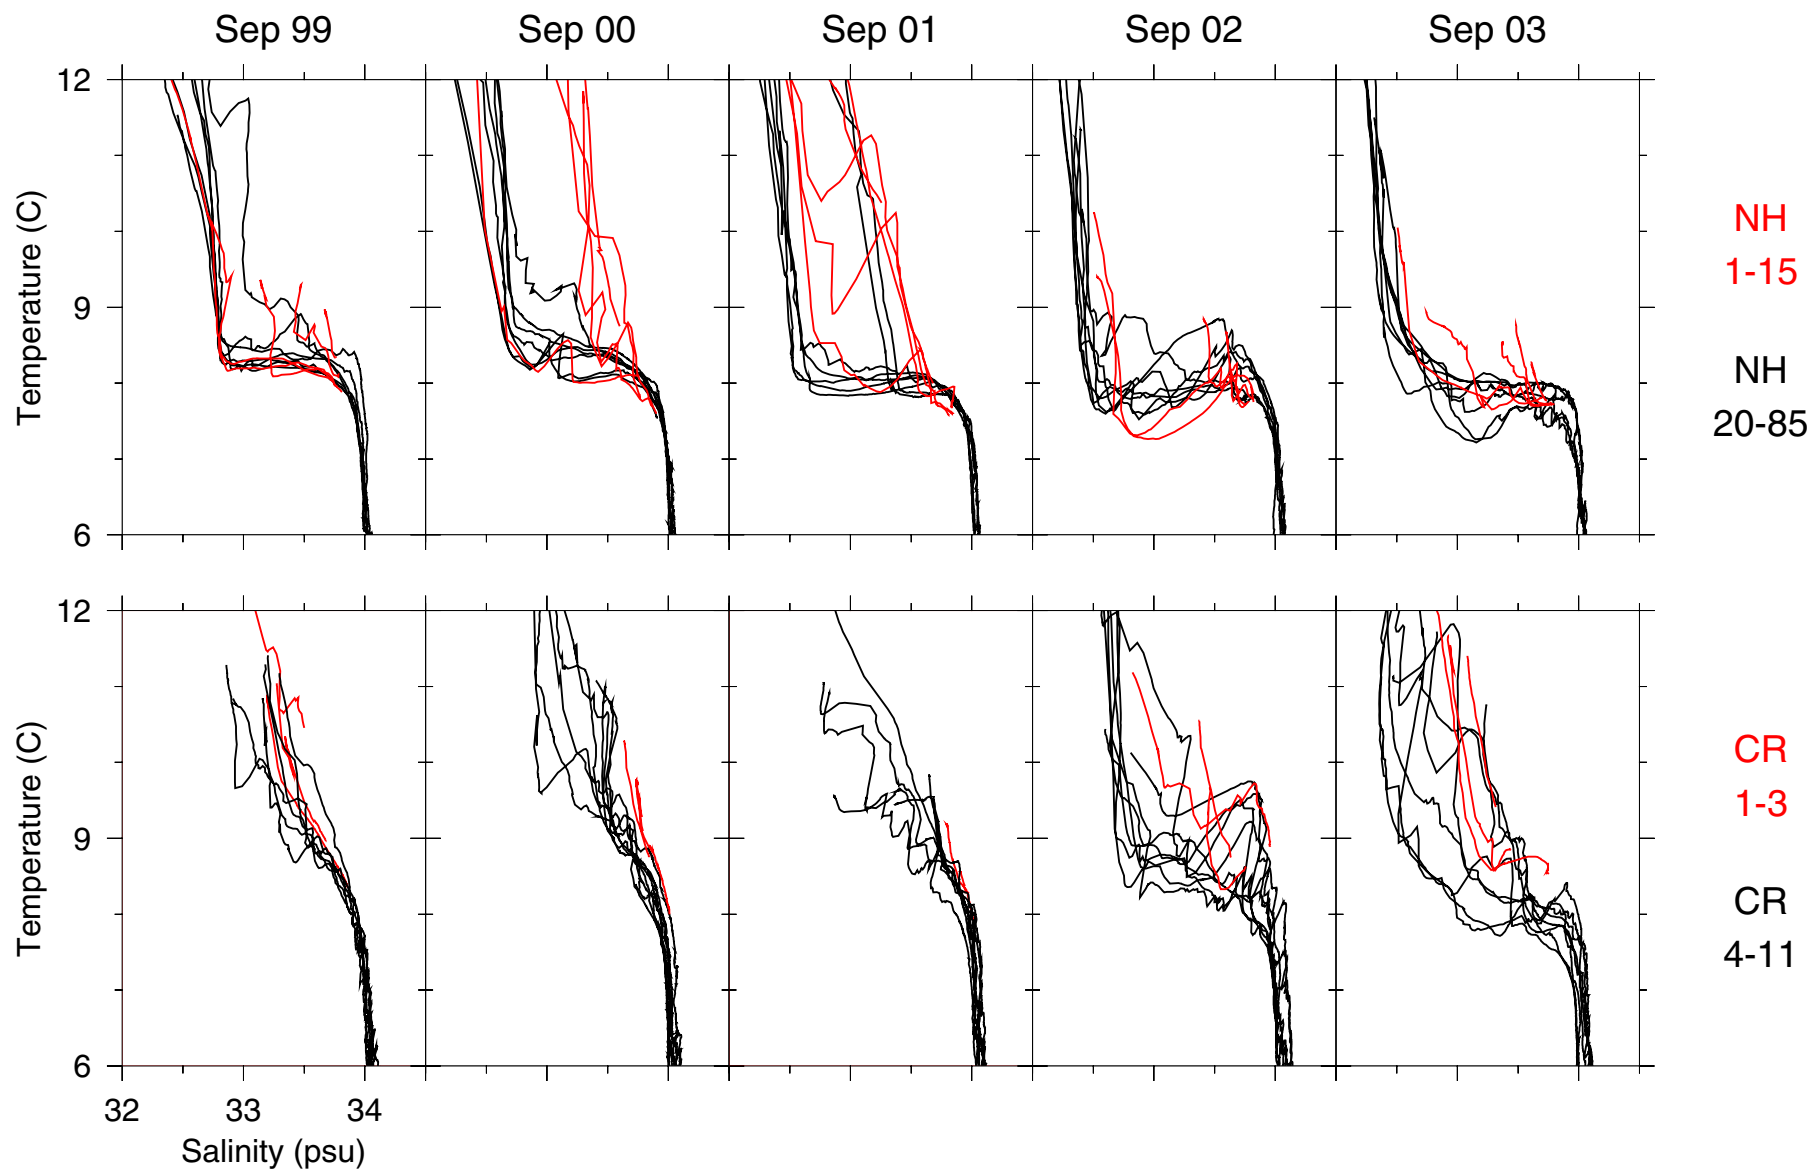 Sep 99 Sep 00 Sep 01 Sep 02 Sep 03
12
9
6
Temperature (C)
NH
1-15
NH
20-85
12
9
6
Temperature (C)
CR
1-3
CR
4-11
32 33 34
Salinity (psu)